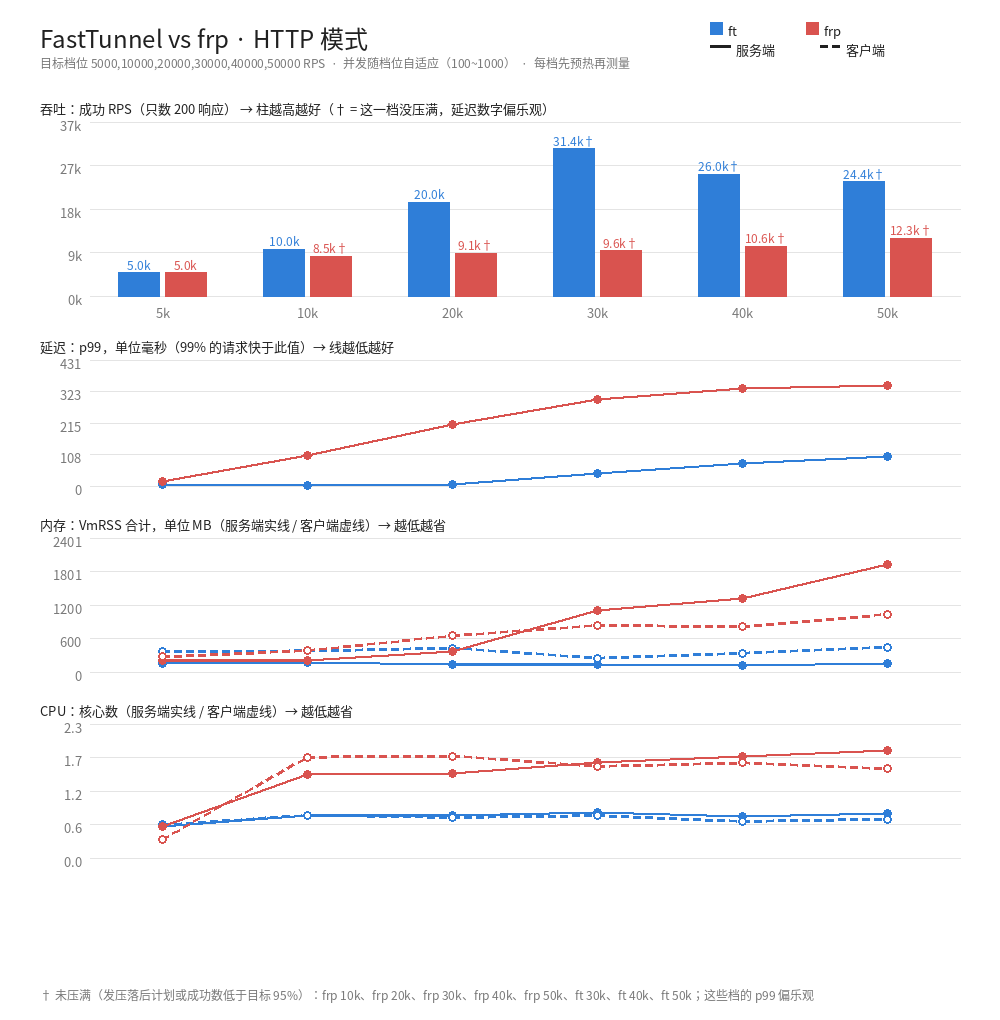 FastTunnel vs frp · HTTP 模式
目标档位 5000,10000,20000,30000,40000,50000 RPS · 并发随档位自适应（100~1000） · 每档先预热再测量
ft frp
服务端 客户端
吞吐：成功 RPS（只数 200 响应） → 柱越高越好（† = 这一档没压满，延迟数字偏乐观）
37k
27k
18k
9k
0k
5.0k 5.0k 10.0k 8.5k† 20.0k 9.1k† 31.4k† 9.6k† 26.0k† 10.6k† 24.4k† 12.3k†
5k 10k 20k 30k 40k 50k
延迟：p99，单位毫秒（99% 的请求快于此值）→ 线越低越好
431
323
215
108
0
内存：VmRSS 合计，单位 MB（服务端实线 / 客户端虚线）→ 越低越省
2401
1801
1200
600
0
CPU：核心数（服务端实线 / 客户端虚线）→ 越低越省
2.3
1.7
1.2
0.6
0.0
† 未压满（发压落后计划或成功数低于目标 95%）：frp 10k、frp 20k、frp 30k、frp 40k、frp 50k、ft 30k、ft 40k、ft 50k；这些档的 p99 偏乐观